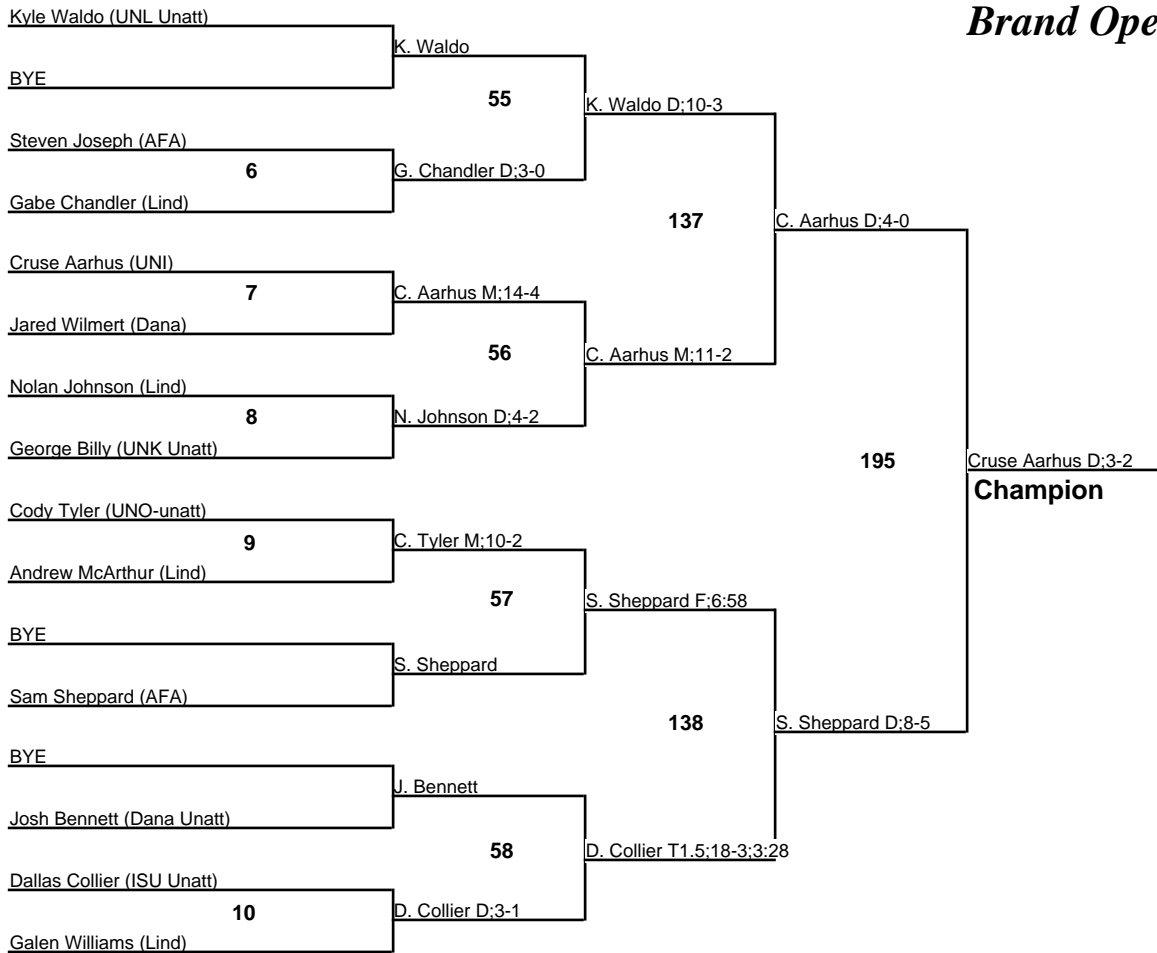 Brand Ope
Kyle Waldo (UNL Unatt)
K. Waldo
BYE
55
K. Waldo D;10-3
Steven Joseph (AFA)
6
G. Chandler D;3-0
Gabe Chandler (Lind)
137
C. Aarhus D;4-0
Cruse Aarhus (UNI)
7
C. Aarhus M;14-4
Jared Wilmert (Dana)
56
C. Aarhus M;11-2
Nolan Johnson (Lind)
8
N. Johnson D;4-2
George Billy (UNK Unatt)
195
Cruse Aarhus D;3-2
Champion
Cody Tyler (UNO-unatt)
9
C. Tyler M;10-2
Andrew McArthur (Lind)
57
S. Sheppard F;6:58
BYE
S. Sheppard
Sam Sheppard (AFA)
138
S. Sheppard D;8-5
BYE
J. Bennett
Josh Bennett (Dana Unatt)
58
D. Collier T1.5;18-3;3:28
Dallas Collier (ISU Unatt)
10
D. Collier D;3-1
Galen Williams (Lind)